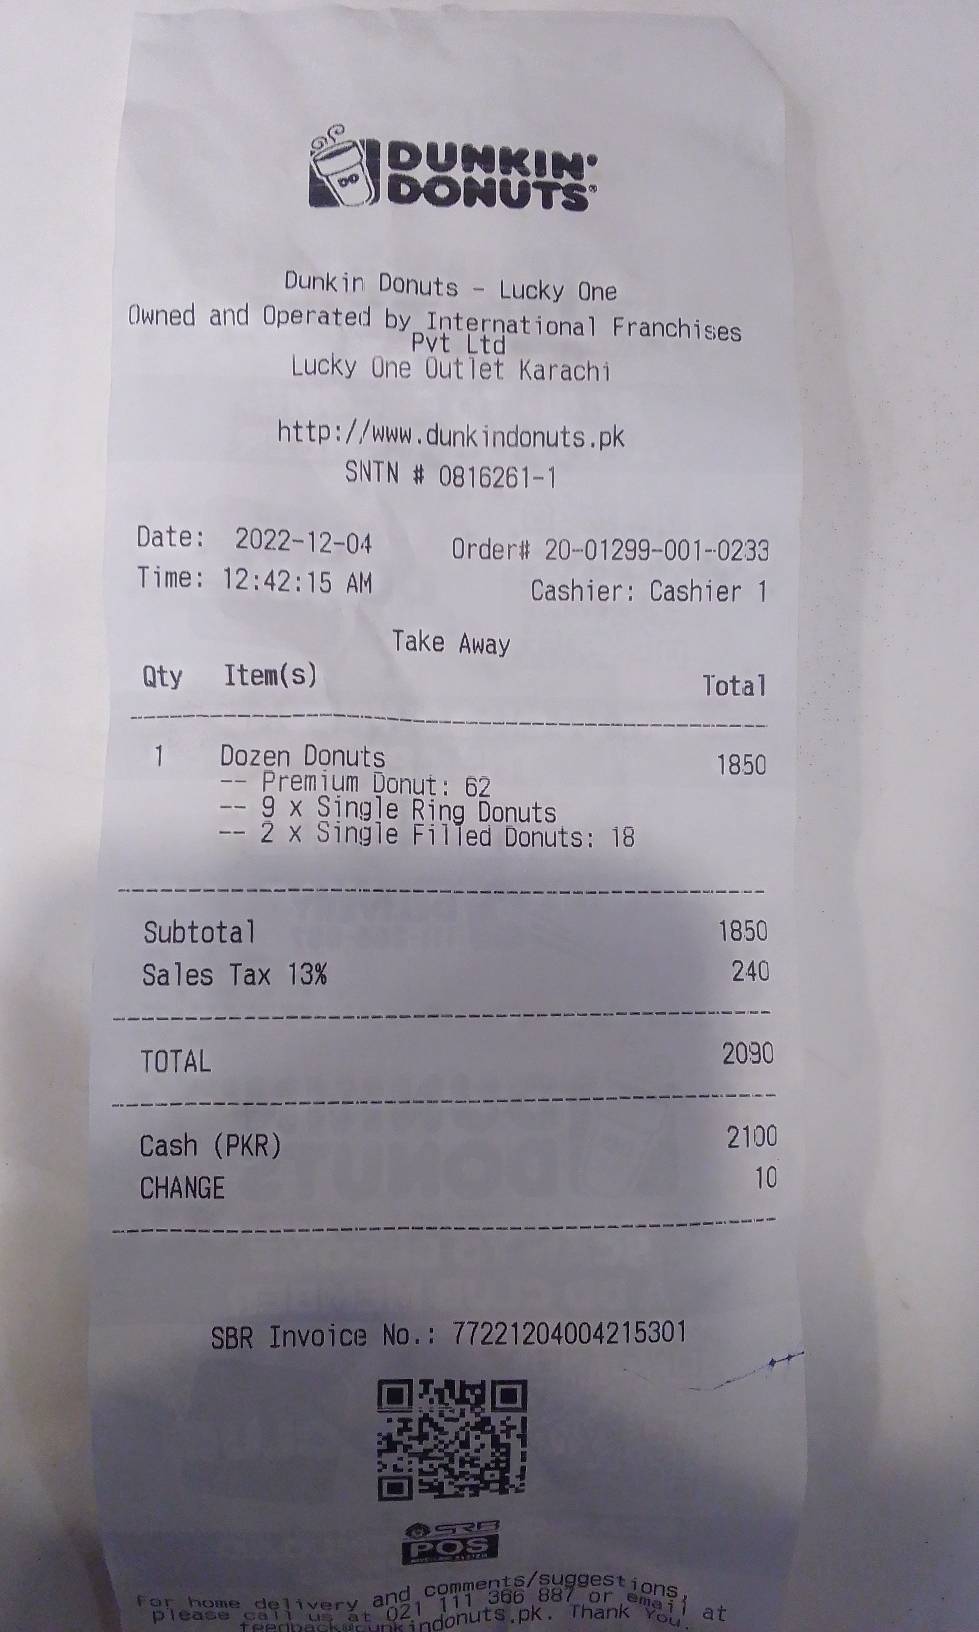 DUNKIN'
DONUTS®
Dunkin Donuts - Lucky One
Owned and Operated by International Franchises
Pvt Ltd
Lucky One Outlet Karachi
http://www.dunkindonuts.pk
SNTN # 0816261-1
Date: 2022-12-04 Order# 20-01299-001-0233
Time: 12:42:15 AM Cashier: Cashier 1
Take Away
Qty Item(s) Total
1 Dozen Donuts 1850
-- Premium Donut: 62
-- 9 x Single Ring Donuts
-- 2 x Single Filled Donuts: 18
Subtotal 1850
Sales Tax 13% 240
TOTAL 2090
Cash (PKR) 2100
CHANGE 10
SBR Invoice No.: 77221204004215301
SRB
POS
For home delivery and comments/suggestions,
please call us at 021 111 366 887 or email at
feedback@dunkindonuts.pk. Thank You.